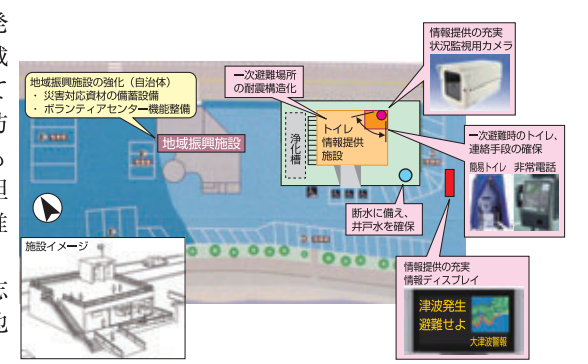 発
災対
情報提供の充実
状況監視用カメラ
地域振興施設の強化（自治体）
・ 災害対応資材の備蓄設備
・ ボランティアセンター機能整備
一次避難場所
の耐震構造化
地域振興施設
浄化槽
トイレ
情報提供
施設
一次避難時のトイレ、
連絡手段の確保
簡易トイレ 非常電話
断水に備え、
井戸水を確保
施設イメージ
情報提供の充実
情報ディスプレイ
津波発生
避難せよ
大津波警報